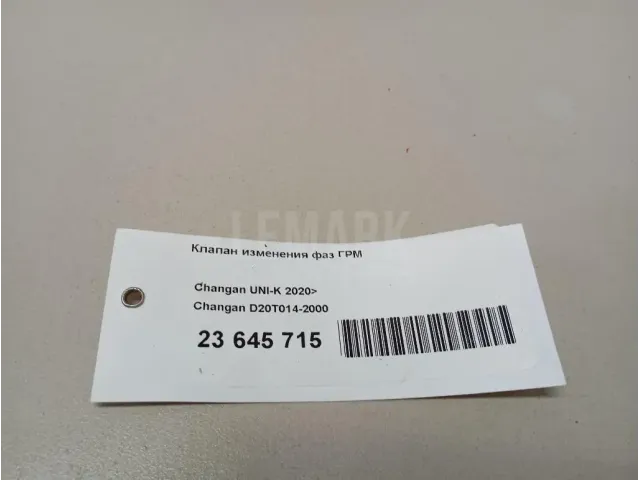 LEMARK
Клапан изменения фаз ГРМ
Changan UNI-K 2020>
Changan D20T014-2000
23 645 715